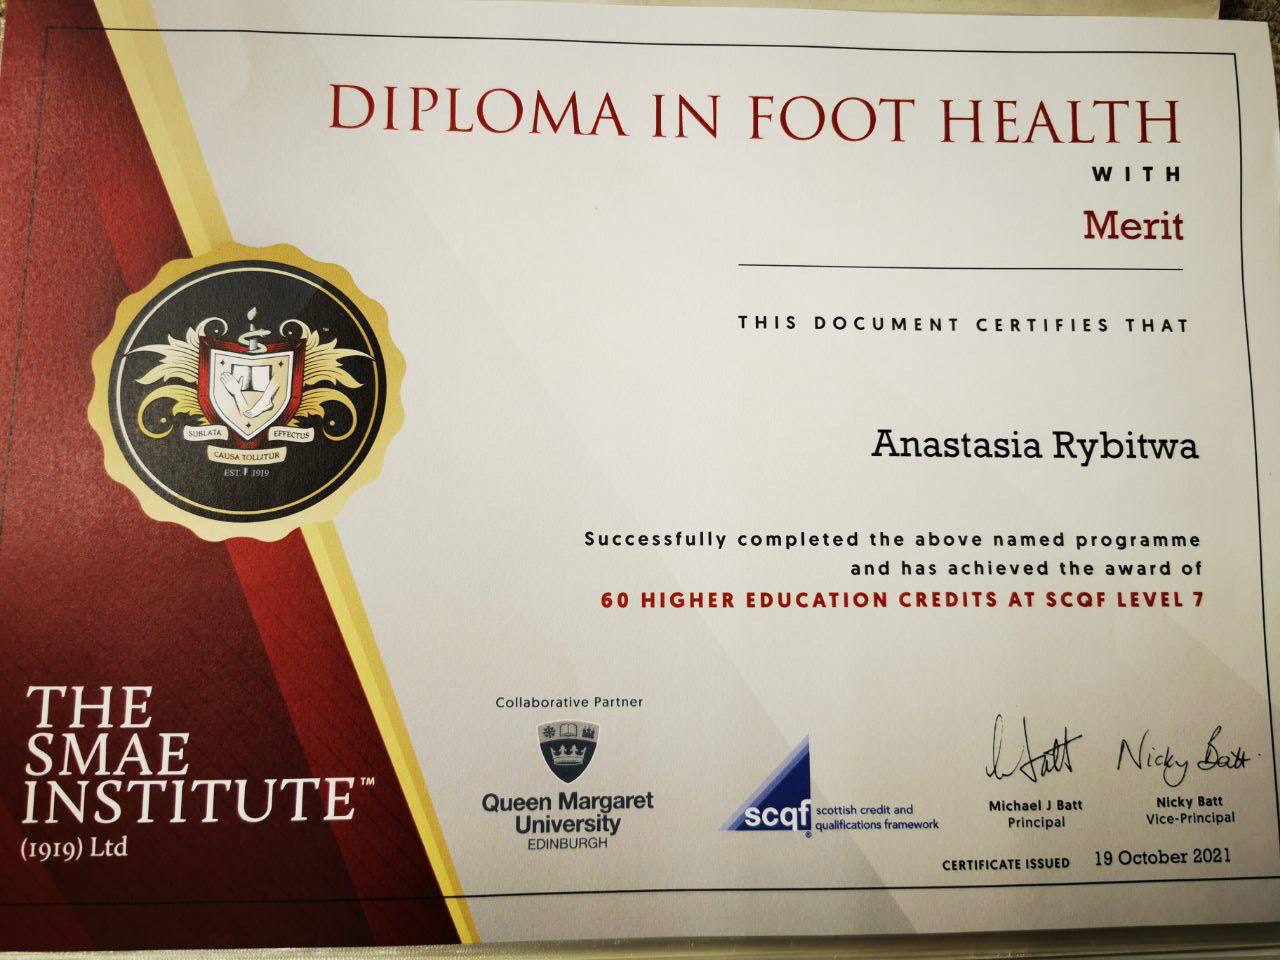 DIPLOMA IN FOOT HEALTH
WITH
Merit
THIS DOCUMENT CERTIFIES THAT
Anastasia Rybitwa
Successfully completed the above named programme
and has achieved the award of
60 HIGHER EDUCATION CREDITS AT SCQF LEVEL 7
SUBLATA
EFFECTUS
CAUSA TOLLITUR
EST. 1919
THE
SMAE
INSTITUTE™
(1919) Ltd
Collaborative Partner
Queen Margaret
University
EDINBURGH
scqf
scottish credit and
qualifications framework
Nicky Batt
Michael J Batt
Principal
Nicky Batt
Vice-Principal
CERTIFICATE ISSUED 19 October 2021